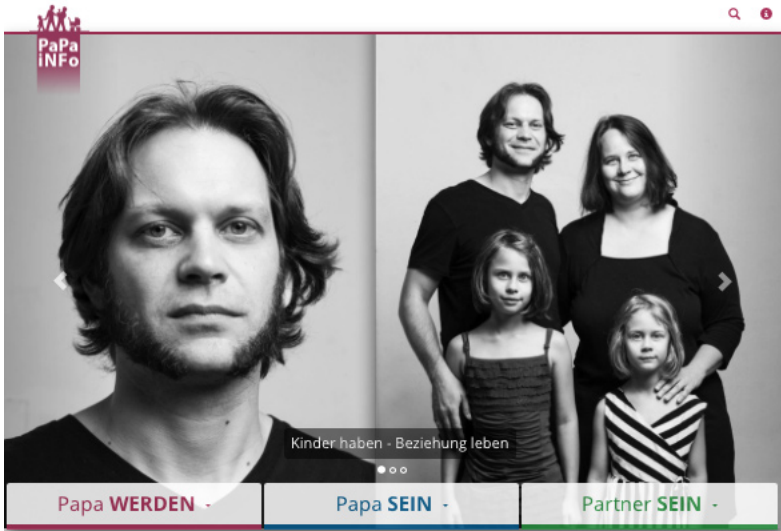 PaPa
iNFo
Kinder haben - Beziehung leben
Papa WERDEN
Papa SEIN
Partner SEIN